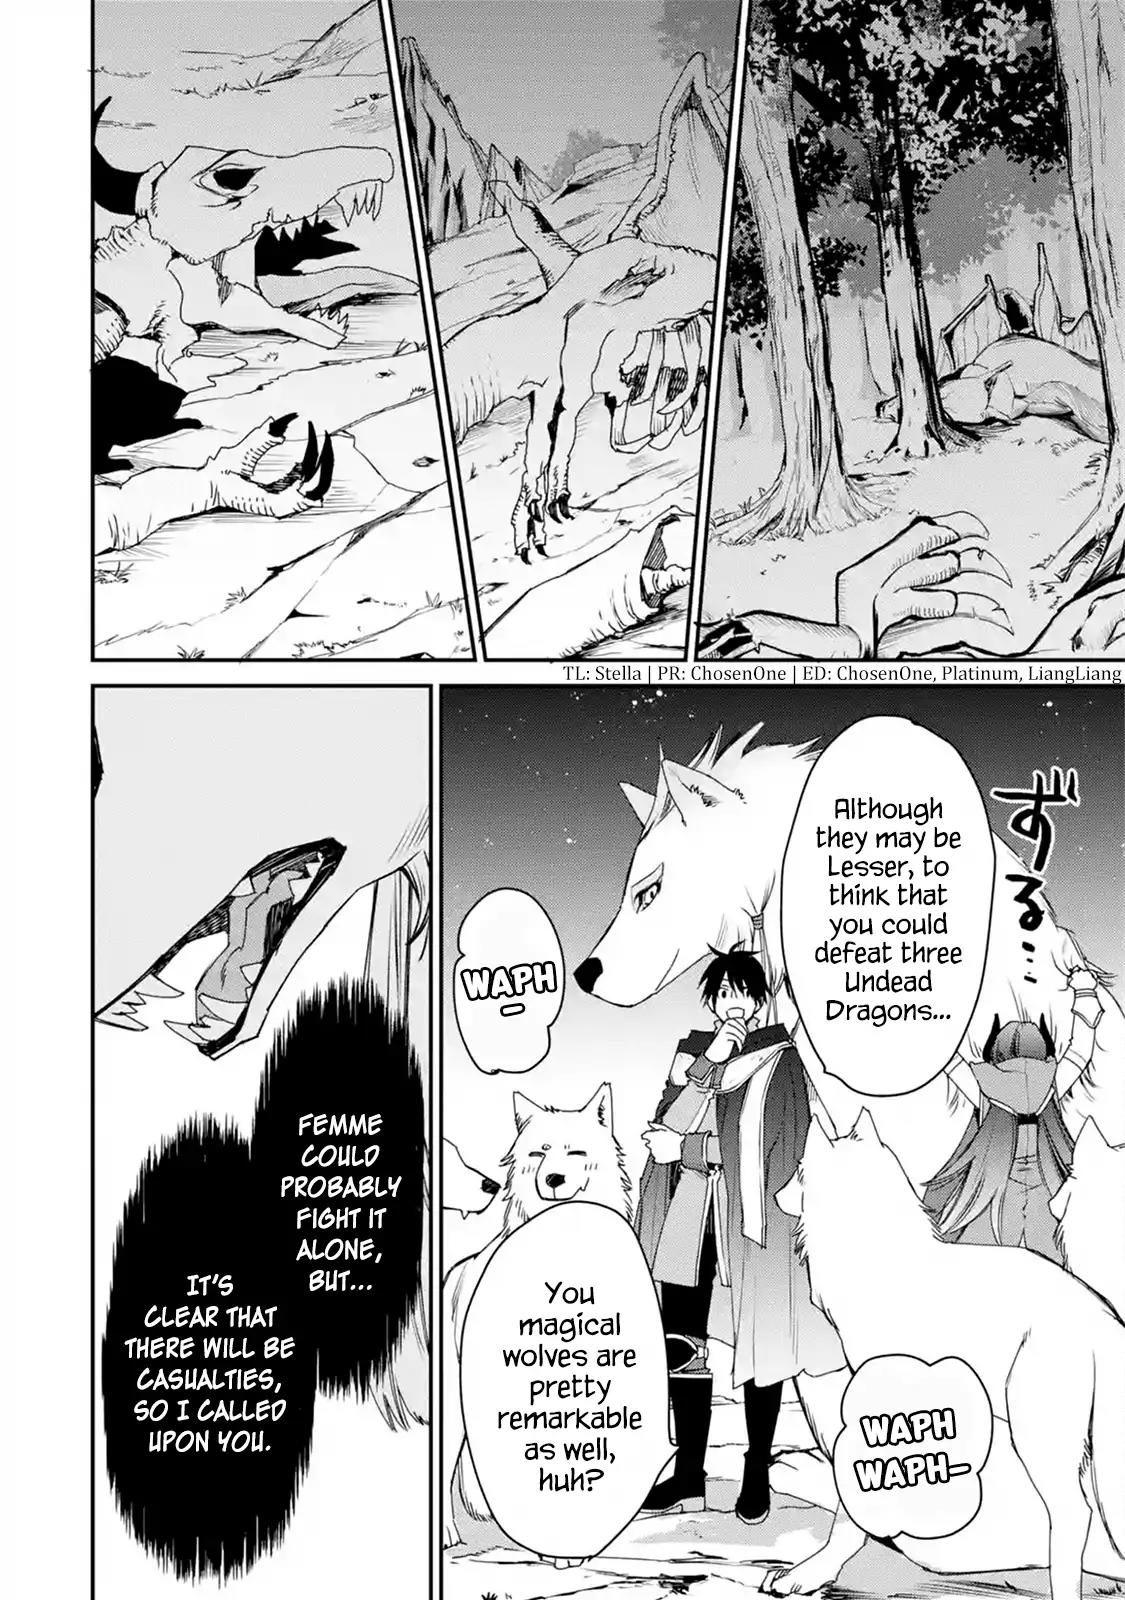 TL: Stella | PR: ChosenOne | ED: ChosenOne, Platinum, LiangLiang
Although
they may be
Lesser, to
think that
you could
defeat three
Undead
Dragons...
ずるる...
WAPH
–
You
magical
wolves are
pretty
remarkable
as well,
huh?
WAPH
WAPH–
FEMME
COULD
PROBABLY
FIGHT IT
ALONE,
BUT...
IT'S
CLEAR THAT
THERE WILL BE
CASUALTIES,
SO I CALLED
UPON YOU.